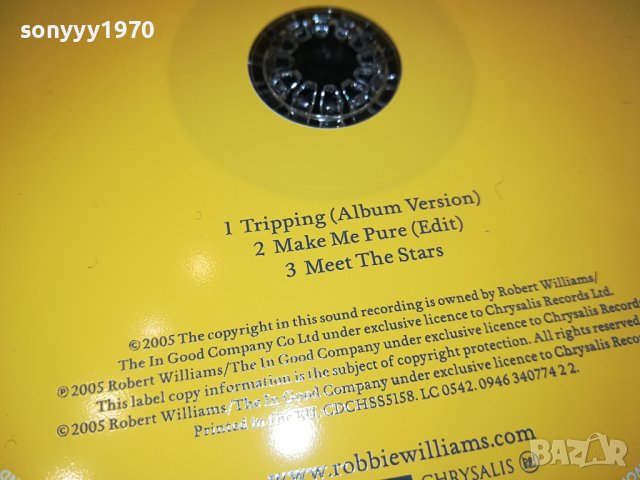 sonyyy1970
1 Tripping (Album Version)
2 Make Me Pure (Edit)
3 Meet The Stars
©2005 The copyright in this sound recording is owned by Robert Williams/
The In Good Company Co Ltd under exclusive licence to Chrysalis Records Ltd.
℗2005 Robert Williams/The In Good Company under exclusive licence to Chrysalis Records
This label copy information is the subject of copyright protection. All rights reserved.
©2005 Robert Williams/The In Good Company under exclusive licence to Chrysalis Reco
Printed in the EU. CDCHSS5158. LC 0542. 0946 340774 2 2.
www.robbiewilliams.com
CHRYSALIS
BAZAR